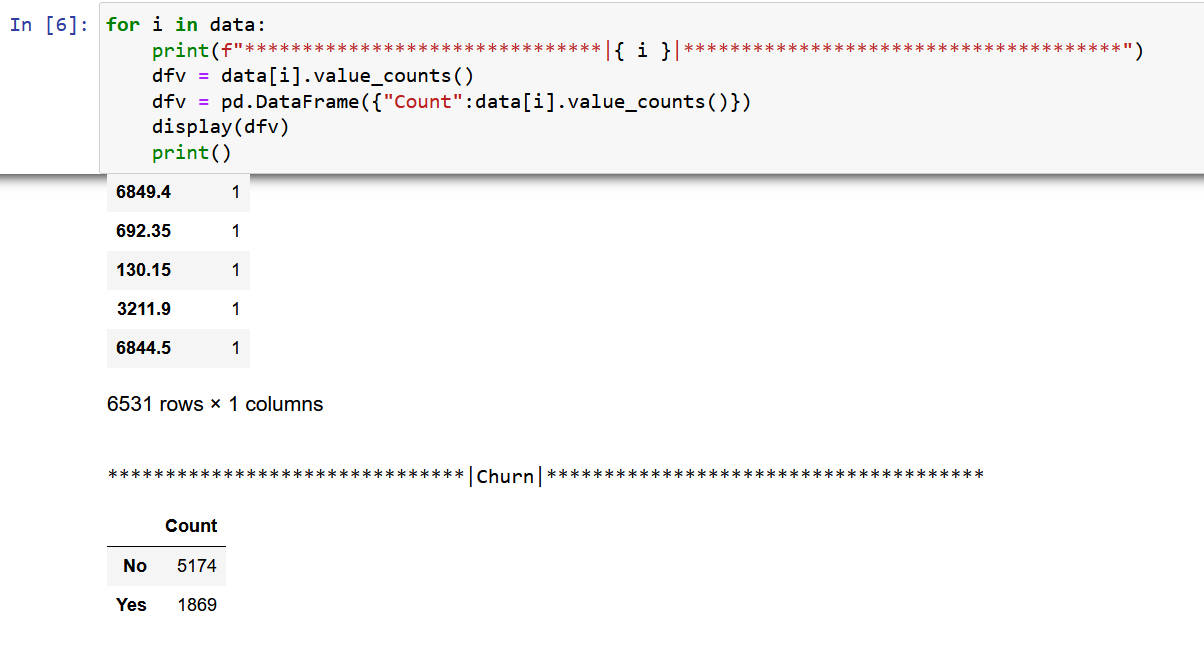 In [6]: for i in data:
print(f"*******************************|{ i }|**************************************")
dfv = data[i].value_counts()
dfv = pd.DataFrame({"Count":data[i].value_counts()})
display(dfv)
print()
6849.4 1
692.35 1
130.15 1
3211.9 1
6844.5 1
6531 rows × 1 columns
*******************************|Churn|**************************************
Count
No 5174
Yes 1869